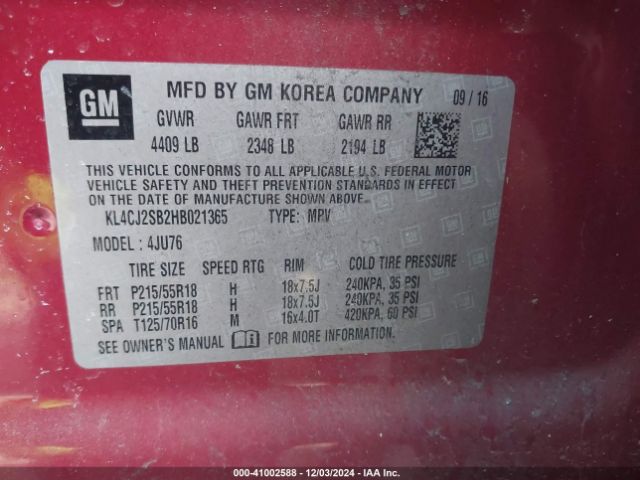 GM
MFD BY GM KOREA COMPANY 09 / 16
GVWR GAWR FRT GAWR RR
4409 LB 2348 LB 2194 LB
THIS VEHICLE CONFORMS TO ALL APPLICABLE U.S. FEDERAL MOTOR
VEHICLE SAFETY AND THEFT PREVENTION STANDARDS IN EFFECT ON
THE DATE OF MANUFACTURE SHOWN ABOVE.
KL4CJ2SB2HB021365 TYPE: MPV
MODEL: 4JU76
TIRE SIZE SPEED RTG RIM COLD TIRE PRESSURE
FRT P215/55R18 H 18x7.5J 240KPA, 35 PSI
RR P215/55R18 H 18x7.5J 240KPA, 35 PSI
SPA T125/70R16 M 16x4.0T 420KPA, 60 PSI
SEE OWNER'S MANUAL i FOR MORE INFORMATION.
000-41002588 - 12/03/2024 - IAA Inc.